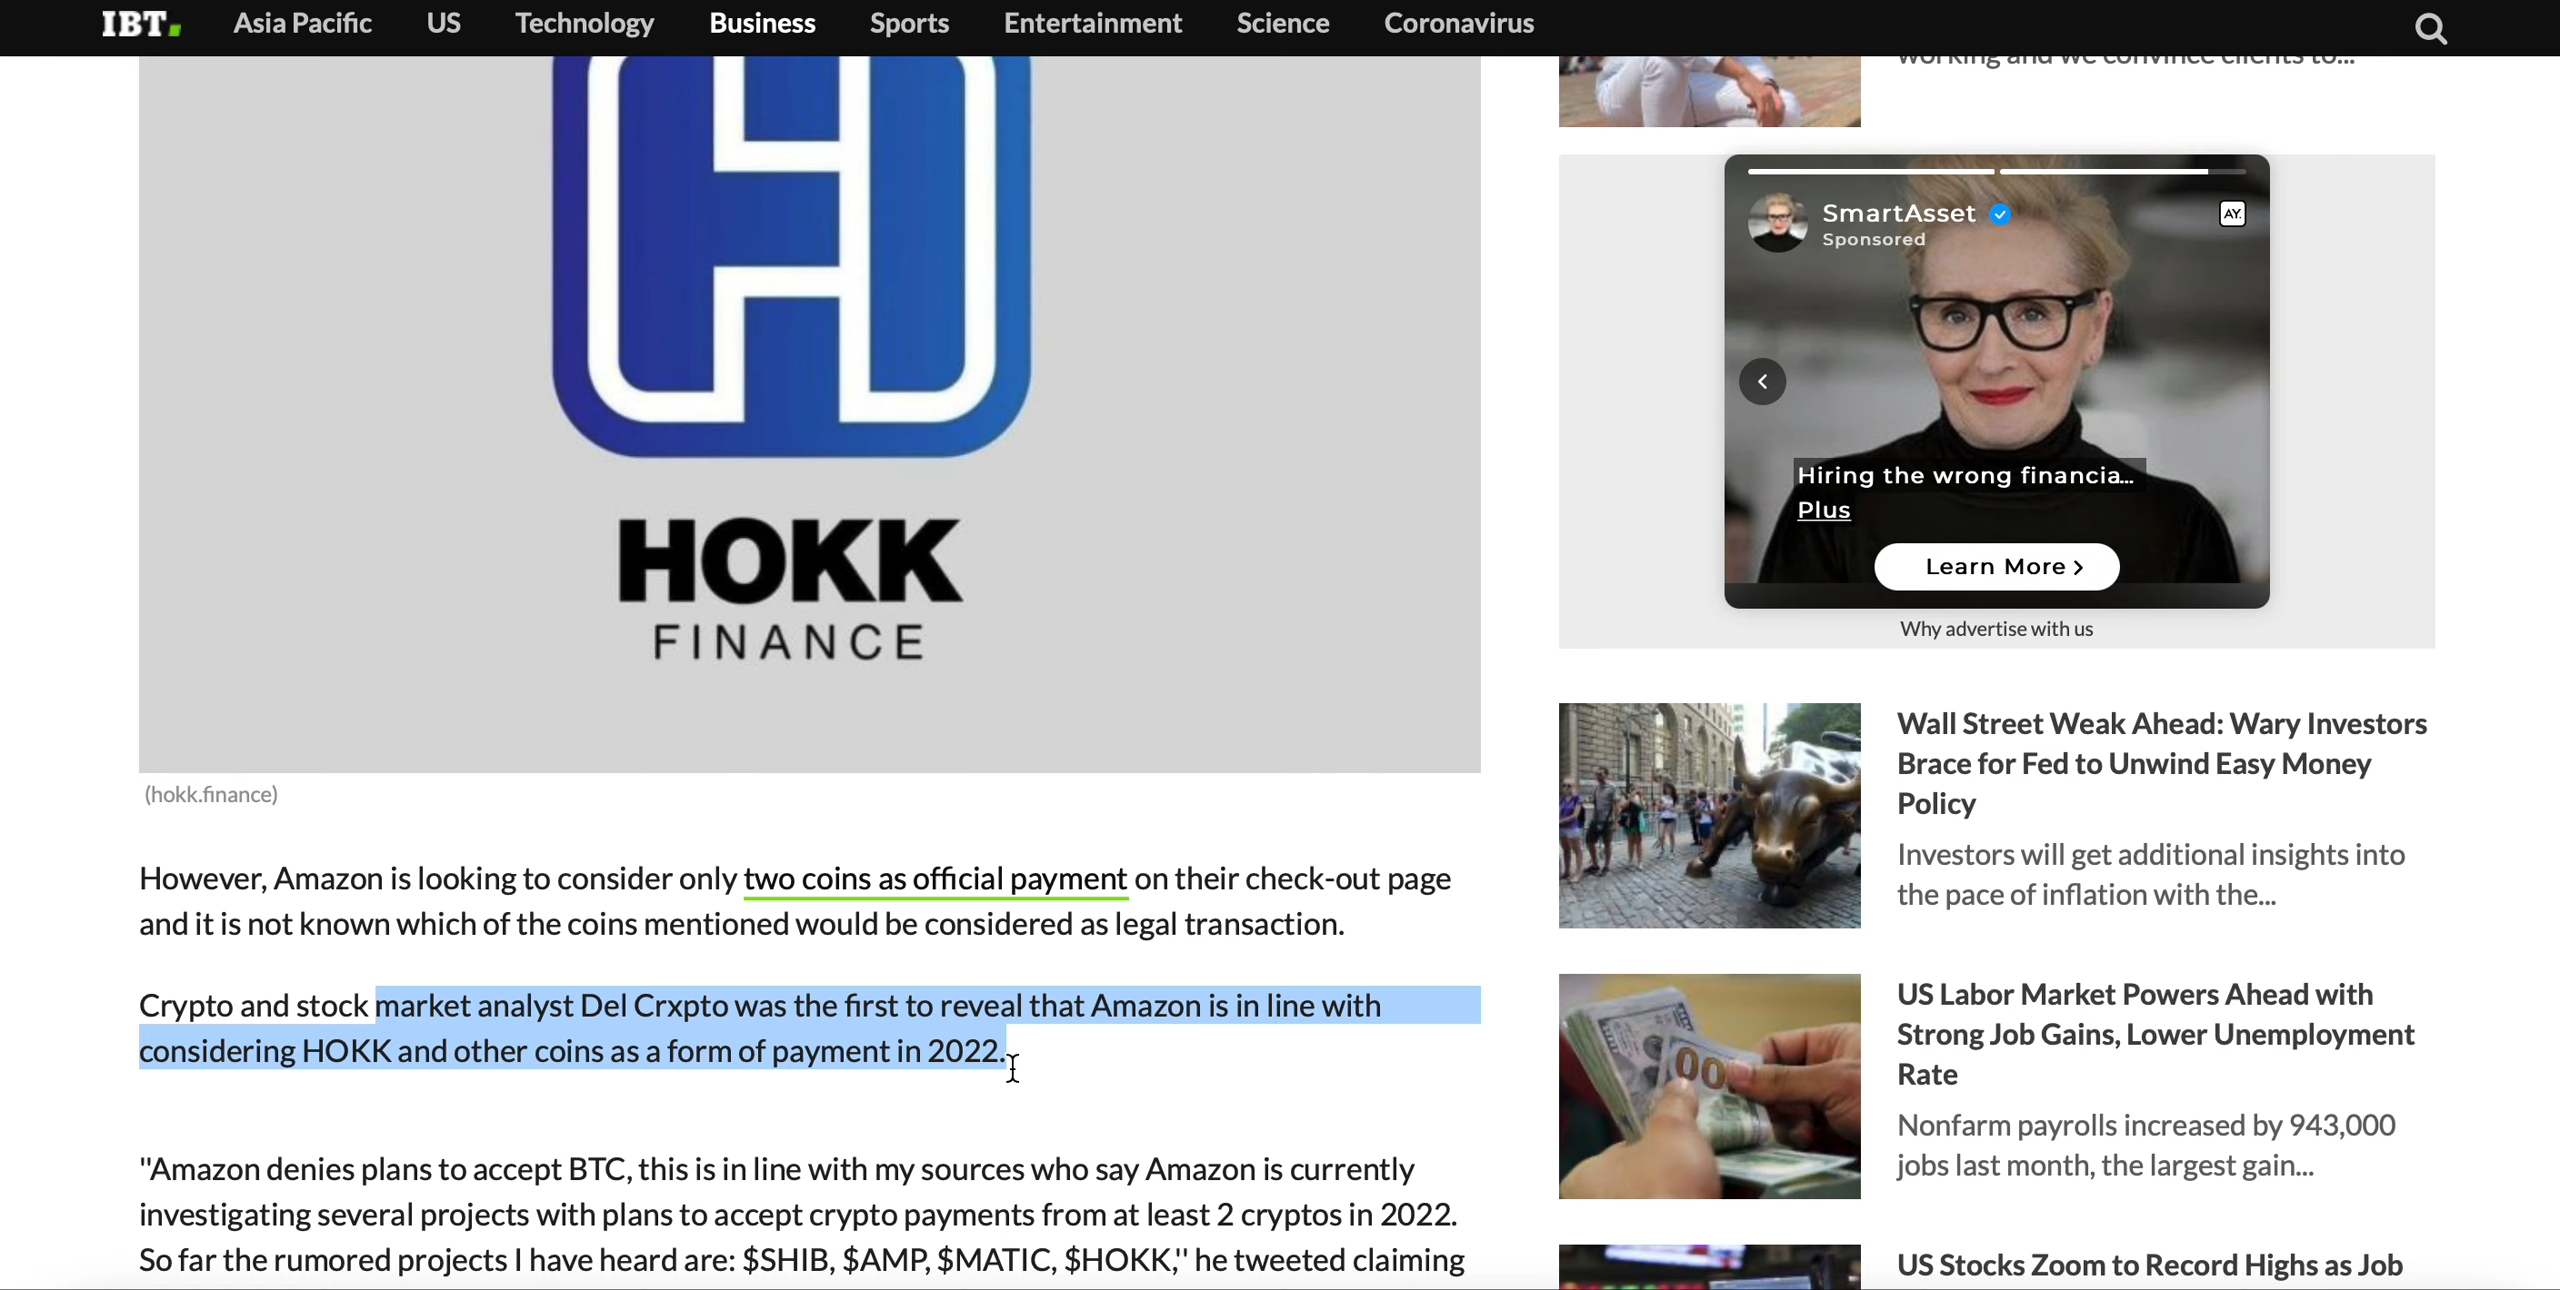 IBT.
Asia Pacific
US
Technology
Business
Sports
Entertainment
Science
Coronavirus
HOKK
FINANCE
(hokk.finance)
However, Amazon is looking to consider only two coins as official payment on their check-out page
and it is not known which of the coins mentioned would be considered as legal transaction.
Crypto and stock market analyst Del Crxpto was the first to reveal that Amazon is in line with
considering HOKK and other coins as a form of payment in 2022.
"Amazon denies plans to accept BTC, this is in line with my sources who say Amazon is currently
investigating several projects with plans to accept crypto payments from at least 2 cryptos in 2022.
So far the rumored projects I have heard are: $SHIB, $AMP, $MATIC, $HOKK," he tweeted claiming
working and we convince clients to...
SmartAsset
Sponsored
AY.
Hiring the wrong financia...
Plus
Learn More >
Why advertise with us
Wall Street Weak Ahead: Wary Investors
Brace for Fed to Unwind Easy Money
Policy
Investors will get additional insights into
the pace of inflation with the...
US Labor Market Powers Ahead with
Strong Job Gains, Lower Unemployment
Rate
Nonfarm payrolls increased by 943,000
jobs last month, the largest gain...
US Stocks Zoom to Record Highs as Job